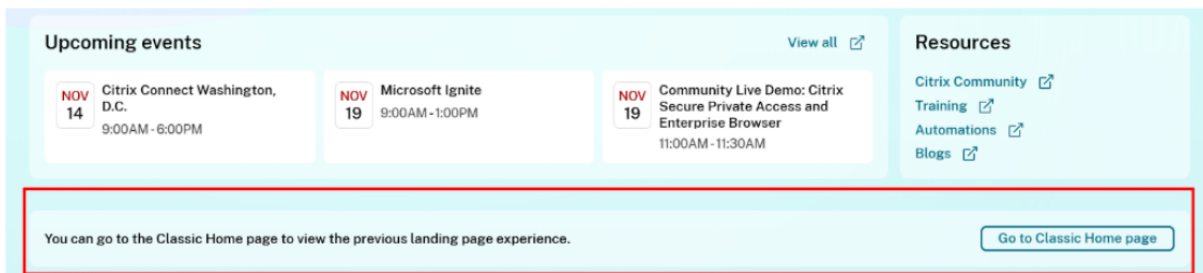 Upcoming events
View all
NOV
14
Citrix Connect Washington,
D.C.
9:00AM-6:00PM
NOV
19
Microsoft Ignite
9:00AM-1:00PM
NOV
19
Community Live Demo: Citrix
Secure Private Access and
Enterprise Browser
11:00AM-11:30AM
Resources
Citrix Community
Training
Automations
Blogs
You can go to the Classic Home page to view the previous landing page experience.
Go to Classic Home page